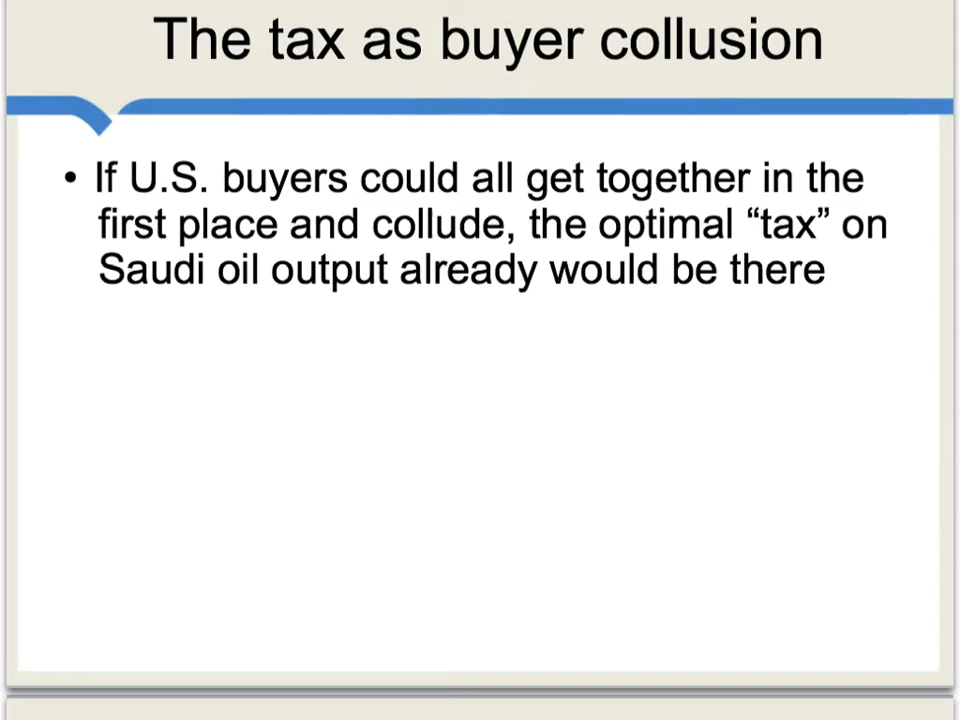 The tax as buyer collusion
• If U.S. buyers could all get together in the
first place and collude, the optimal “tax” on
Saudi oil output already would be there